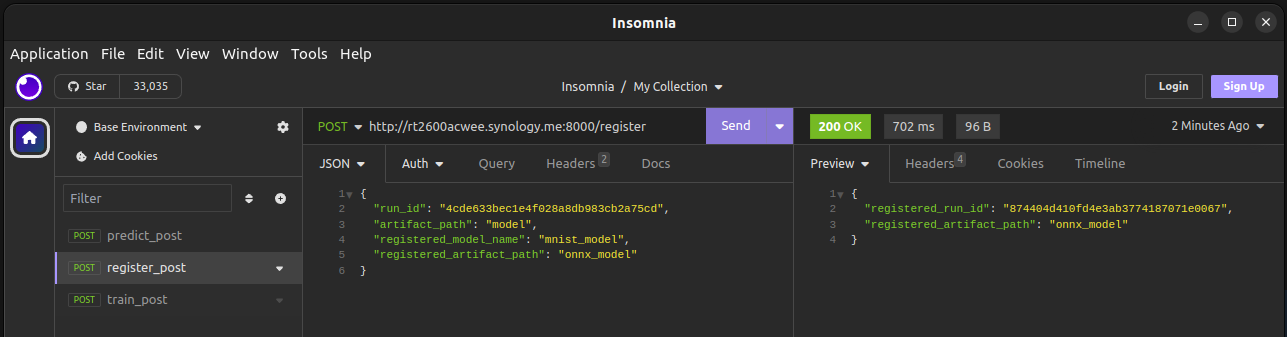 Insomnia
Application File Edit View Window Tools Help
Star 33,035
Insomnia / My Collection
Login
Sign Up
Base Environment
Add Cookies
Filter
POST predict_post
POST register_post
POST train_post
POST http://rt2600acwee.synology.me:8000/register
Send
JSON Auth Query Headers 2 Docs
1 {
2 "run_id": "4cde633bec1e4f028a8db983cb2a75cd",
3 "artifact_path": "model",
4 "registered_model_name": "mnist_model",
5 "registered_artifact_path": "onnx_model"
6 }
200 OK 702 ms 96 B 2 Minutes Ago
Preview Headers 4 Cookies Timeline
1 {
2 "registered_run_id": "874404d410fd4e3ab3774187071e0067",
3 "registered_artifact_path": "onnx_model"
4 }